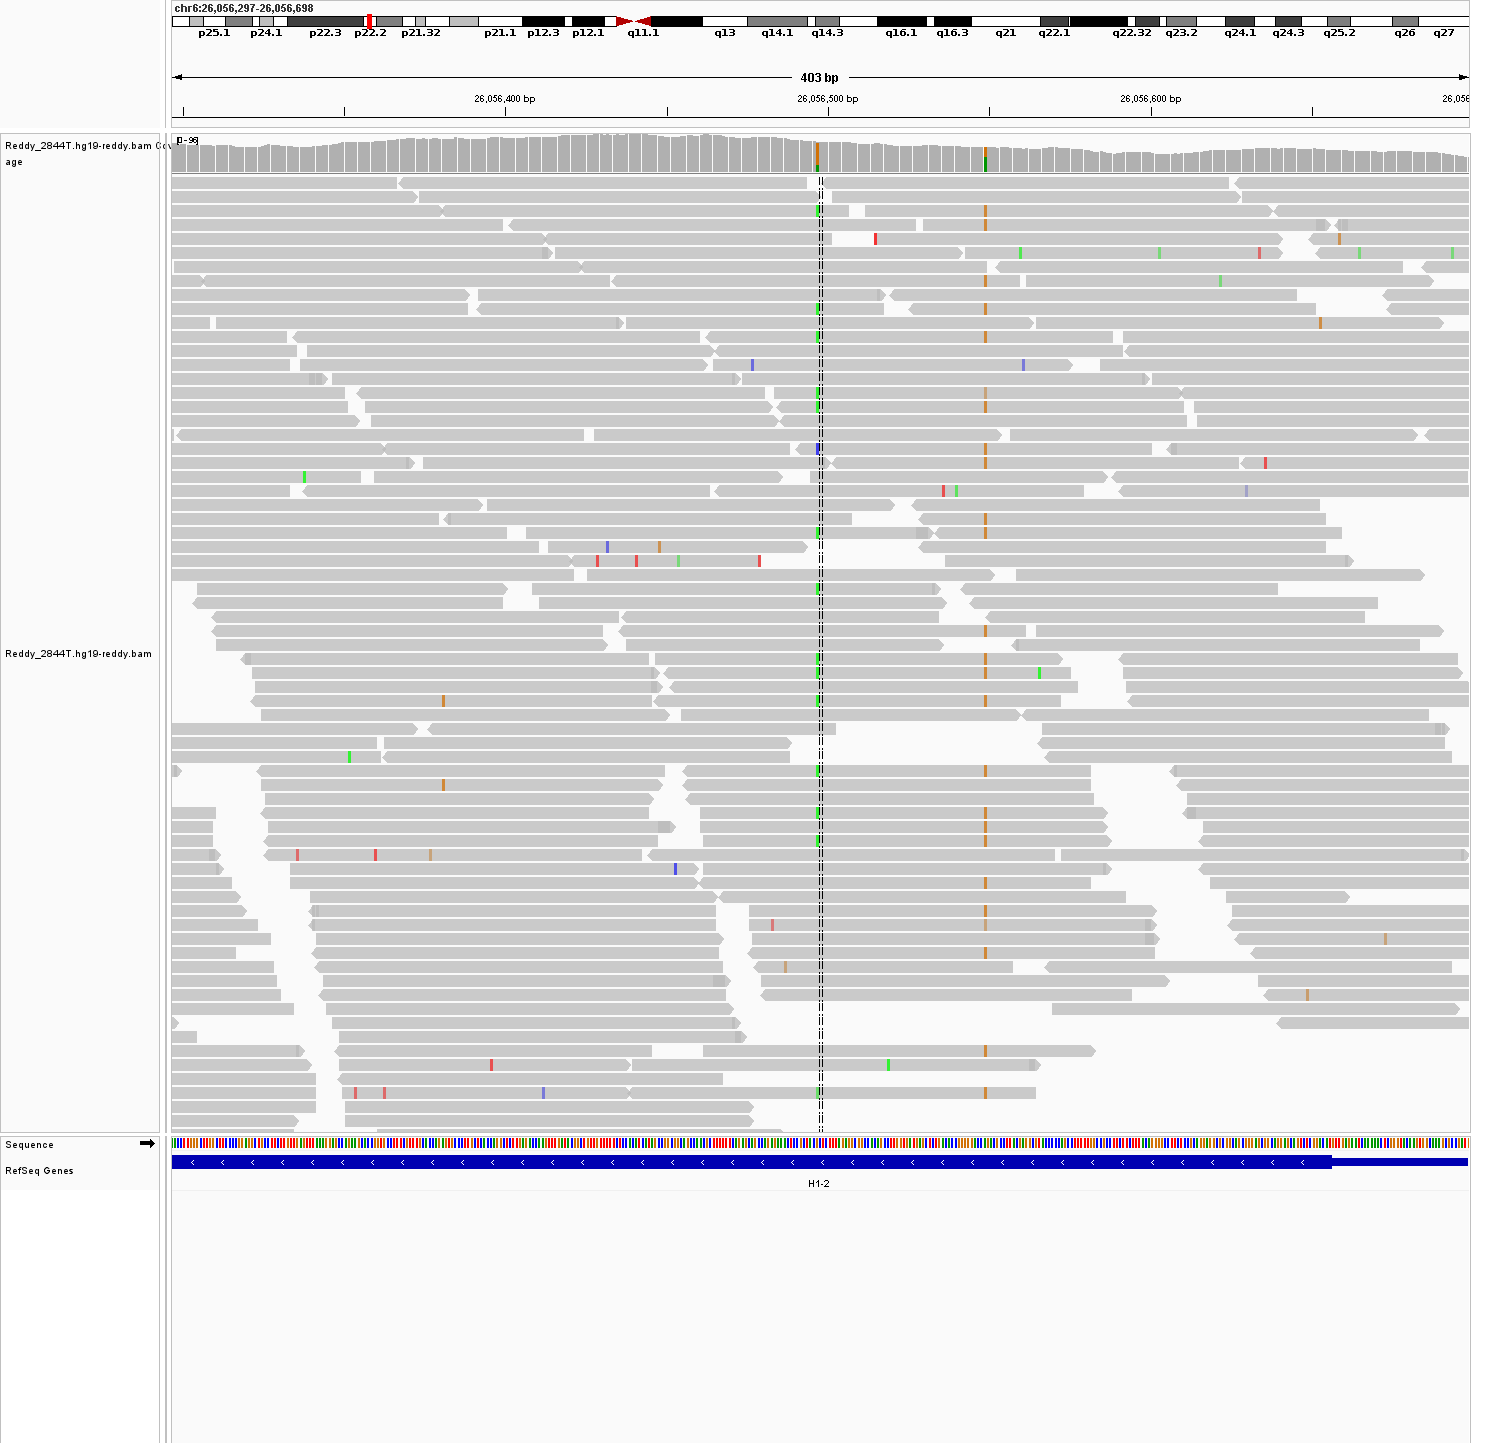 chr6:26,056,297-26,056,698
p25.1 p24.1 p22.3 p22.2 p21.32 p21.1 p12.3 p12.1 q11.1 q13 q14.1 q14.3 q16.1 q16.3 q21 q22.1 q22.32 q23.2 q24.1 q24.3 q25.2 q26 q27
403 bp
26,056,400 bp 26,056,500 bp 26,056,600 bp 26,056
[0-96]
Reddy_2844T.hg19-reddy.bam Cov
age
Reddy_2844T.hg19-reddy.bam
Sequence
RefSeq Genes
H1-2